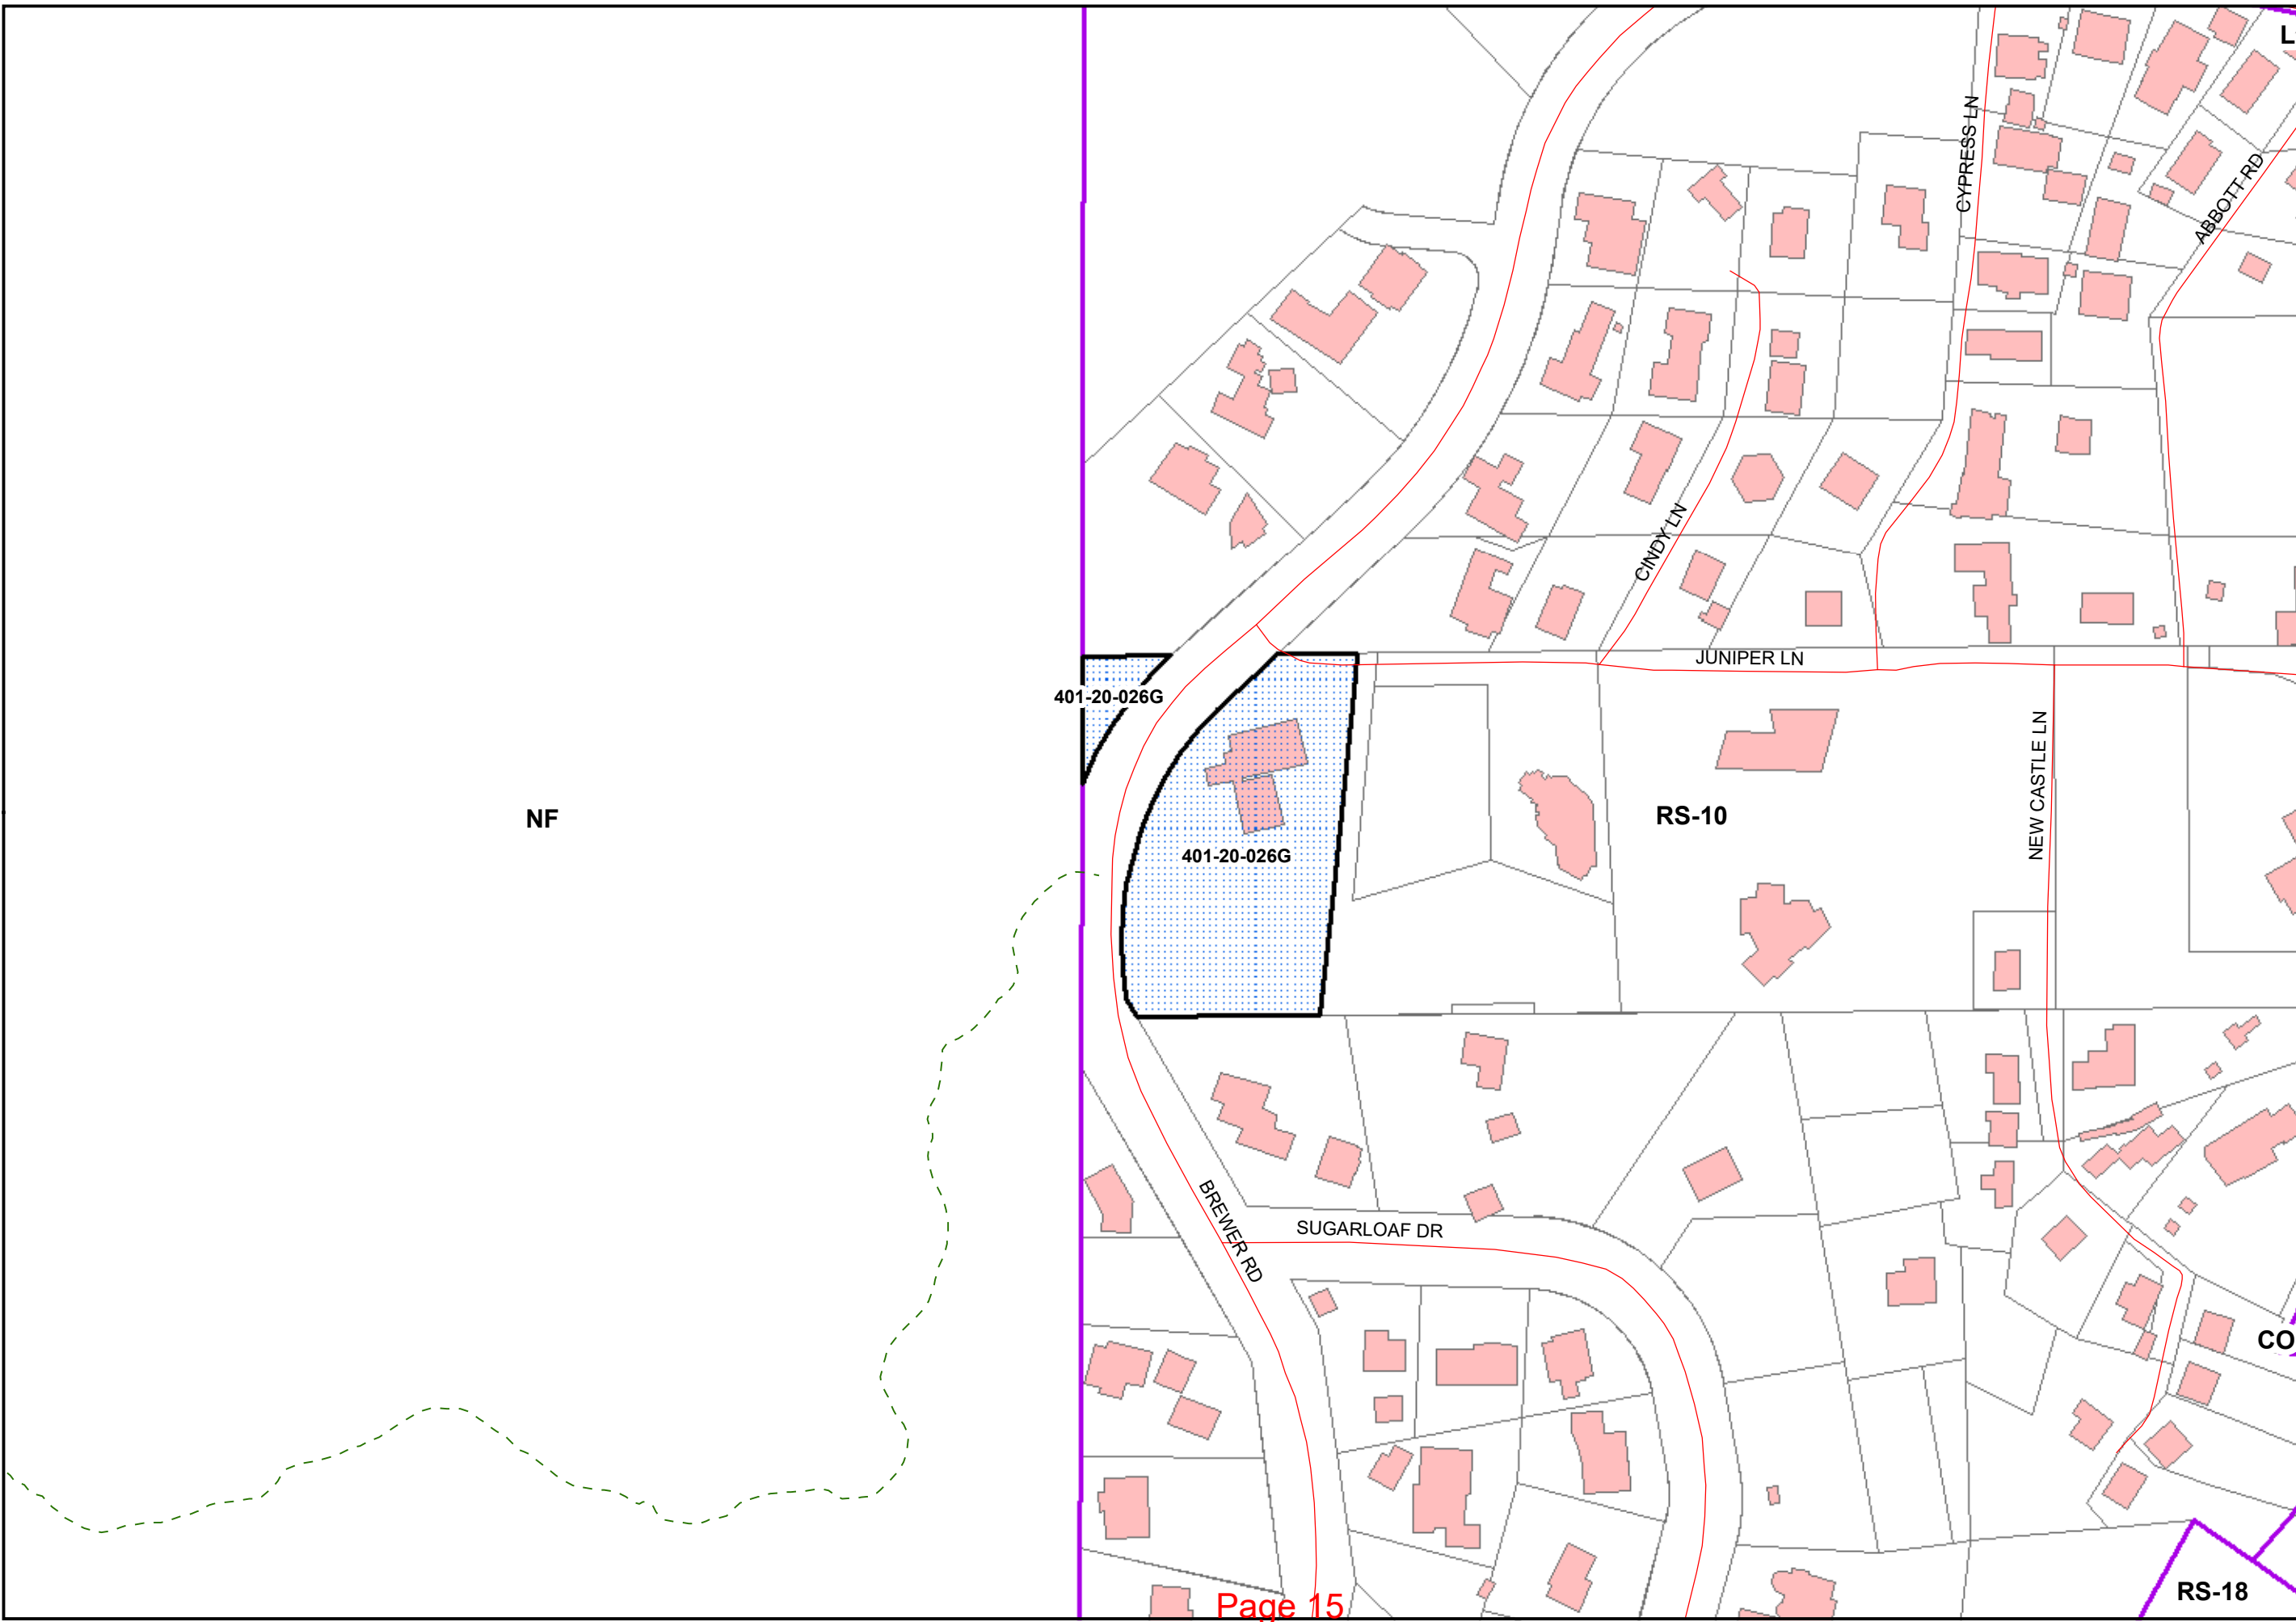 L
CYPRESS LN
ABBOTT RD
CINDY LN
JUNIPER LN
401-20-026G
NEW CASTLE LN
NF
RS-10
401-20-026G
BREWER RD
SUGARLOAF DR
CO
RS-18
Page 15